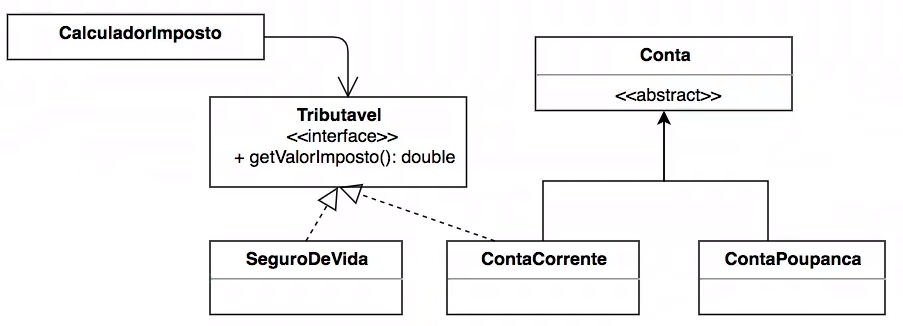 CalculadorImposto
Conta
<<abstract>>
Tributavel
<<interface>>
+ getValorImposto(): double
SeguroDeVida
ContaCorrente
ContaPoupanca